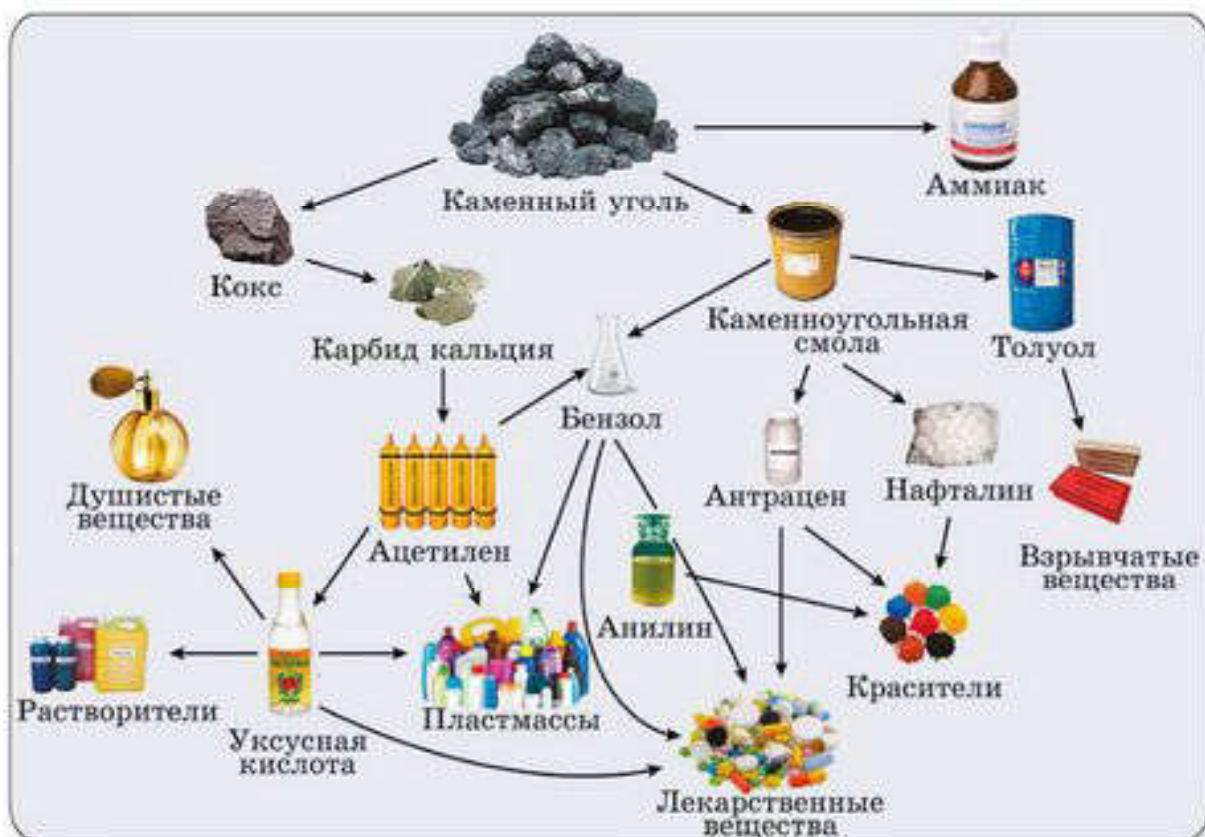 Аммиак
Каменный уголь
Кокс
Каменноугольная
смола
Толуол
Карбид кальция
Бензол
Душистые
вещества
Антрацен
Нафталин
Ацетилен
Взрывчатые
вещества
Анилин
Красители
Растворители
Пластмассы
Уксусная
кислота
Лекарственные
вещества